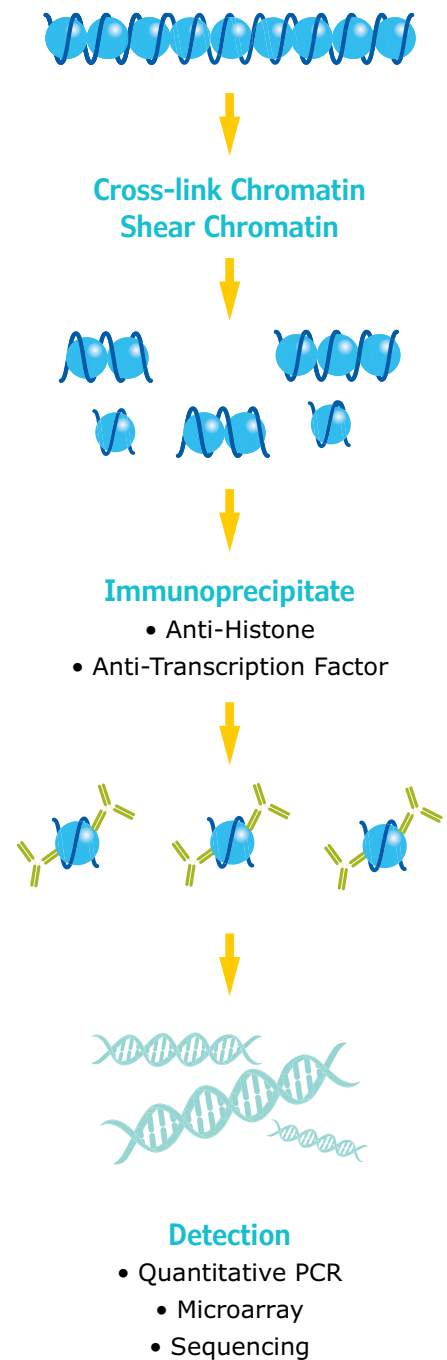 Cross-link Chromatin
Shear Chromatin
Immunoprecipitate
• Anti-Histone
• Anti-Transcription Factor
Detection
• Quantitative PCR
• Microarray
• Sequencing